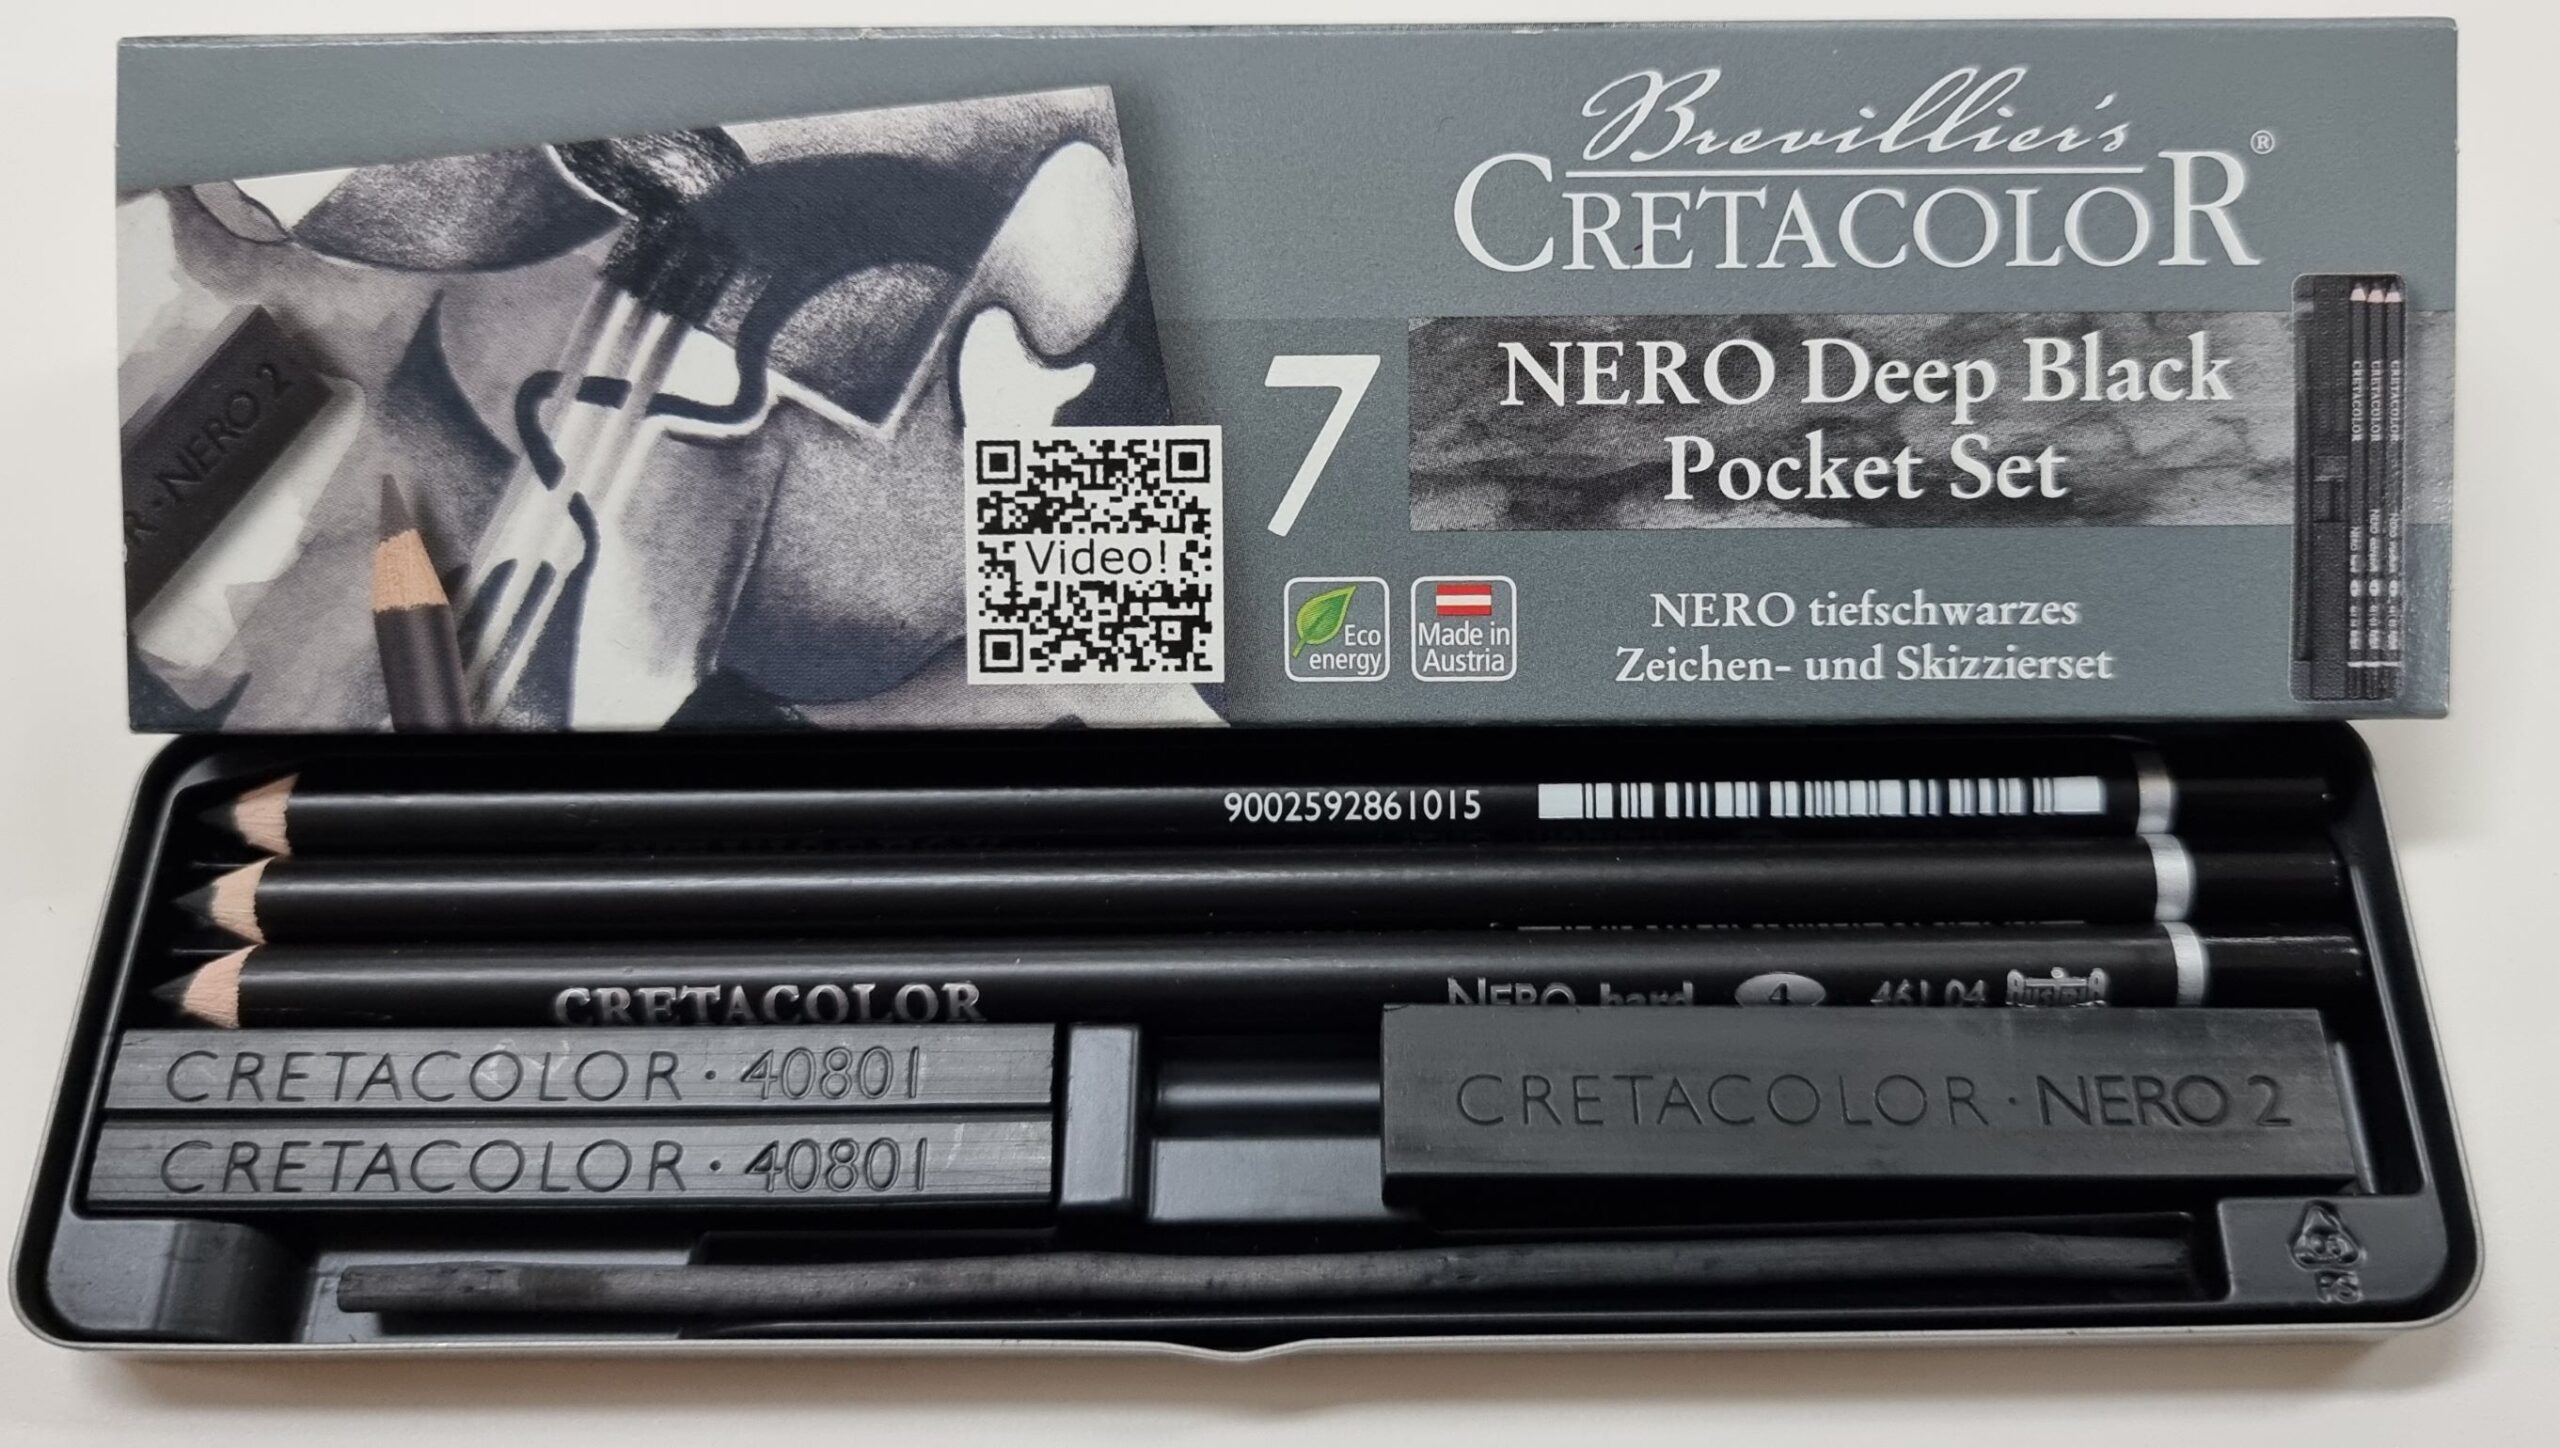 Brevillier's
CRETACOLOR®
7
NERO Deep Black
Pocket Set
R · NERO 2
Video!
Eco
energy
Made in
Austria
NERO tiefschwarzes
Zeichen- und Skizzierset
CRETACOLOR
CRETACOLOR
CRETACOLOR
9002592861015
CRETACOLOR NERO hard 4 461 04 AUSTRIA
CRETACOLOR · 40801
CRETACOLOR · NERO 2
CRETACOLOR · 40801